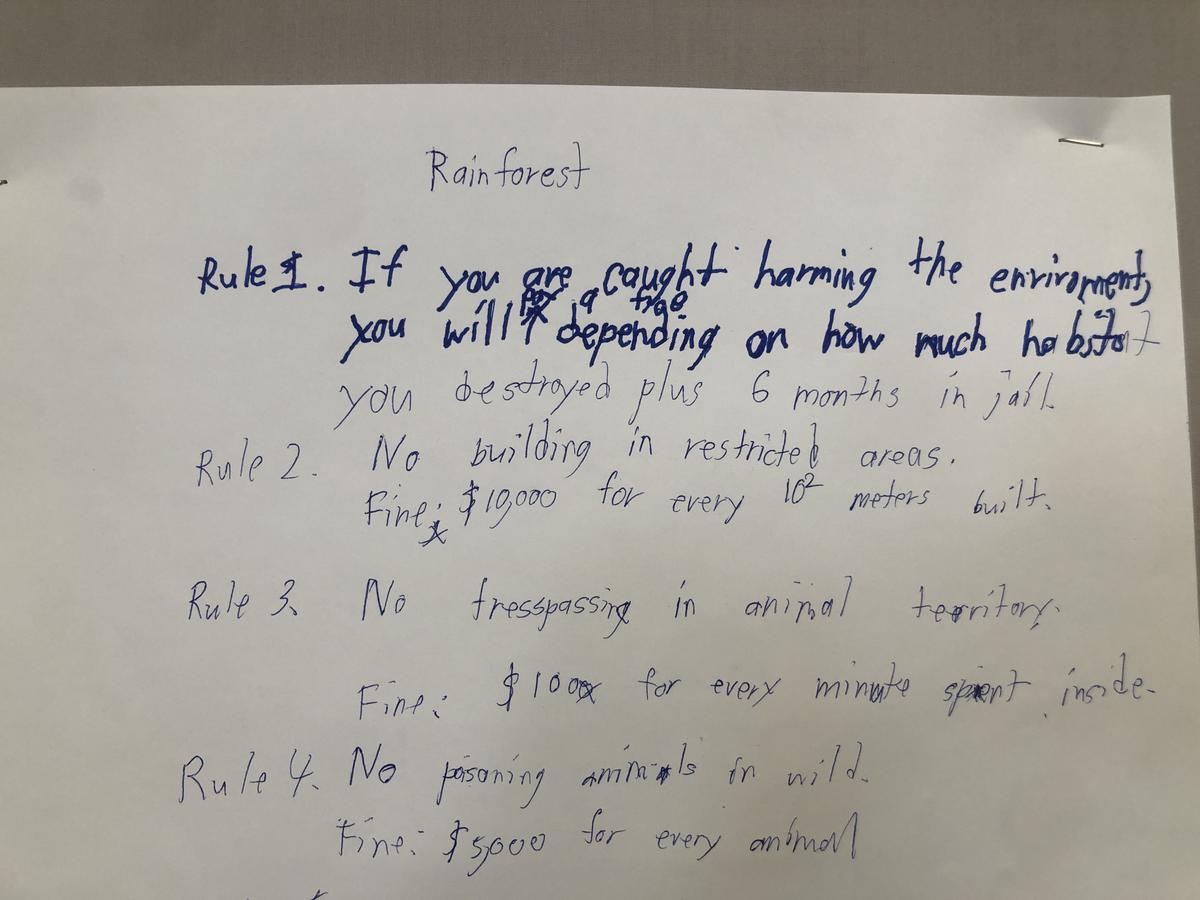 Rainforest
Rule 1. If you are caught harming the enviroment,
you will pay a depending on how much habitat
you destroyed plus 6 months in jail.
Rule 2. No building in restricted areas.
Fine: $10,000 for every 10² meters built.
Rule 3. No tresspassing in animal territory.
Fine: $100 for every minute spent inside.
Rule 4. No poisoning animals in wild.
Fine: $5,000 for every animal